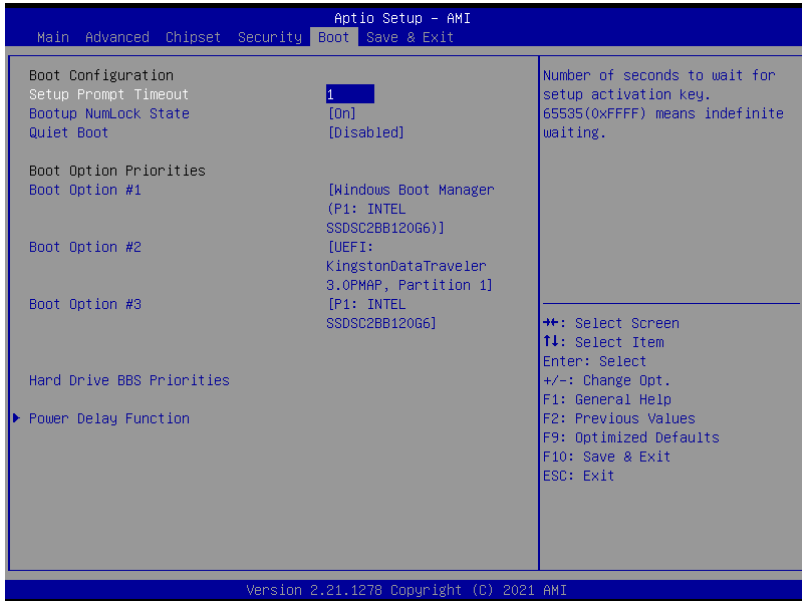 Aptio Setup – AMI
Main Advanced Chipset Security Boot Save & Exit
Boot Configuration
Setup Prompt Timeout 1
Bootup NumLock State [On]
Quiet Boot [Disabled]
Boot Option Priorities
Boot Option #1 [Windows Boot Manager
(P1: INTEL
SSDSC2BB120G6)]
Boot Option #2 [UEFI:
KingstonDataTraveler
3.0PMAP, Partition 1]
Boot Option #3 [P1: INTEL
SSDSC2BB120G6]
Hard Drive BBS Priorities
Power Delay Function
Number of seconds to wait for
setup activation key.
65535(0xFFFF) means indefinite
waiting.
→←: Select Screen
↑↓: Select Item
Enter: Select
+/-: Change Opt.
F1: General Help
F2: Previous Values
F9: Optimized Defaults
F10: Save & Exit
ESC: Exit
Version 2.21.1278 Copyright (C) 2021 AMI